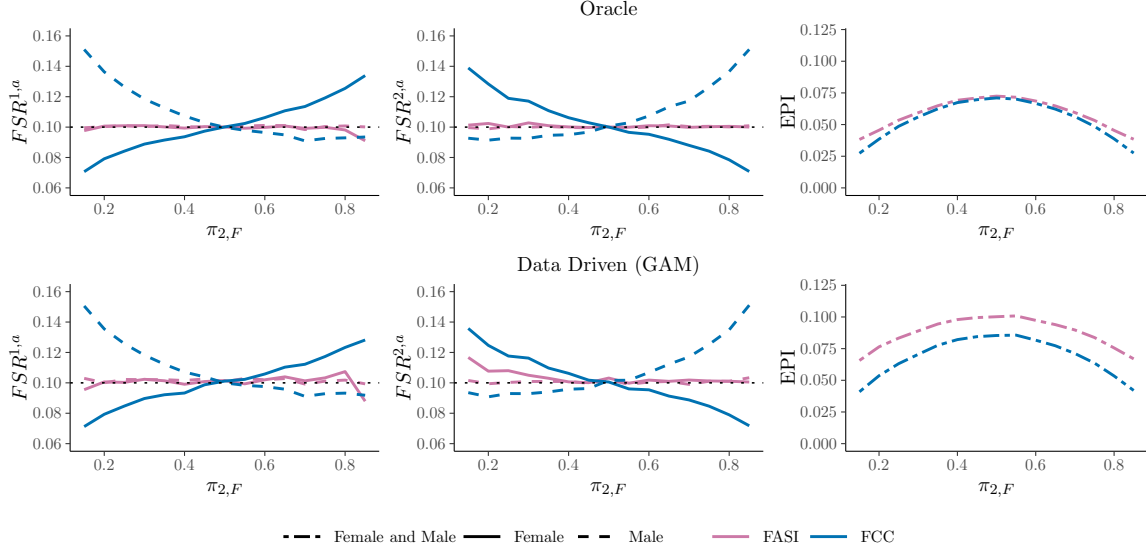 Oracle
0.16
0.14
0.12
0.10
0.08
0.06
FSR^{1,a}
0.2 0.4 0.6 0.8
π_{2,F}
0.16
0.14
0.12
0.10
0.08
0.06
FSR^{2,a}
0.2 0.4 0.6 0.8
π_{2,F}
0.125
0.100
0.075
0.050
0.025
0.000
EPI
0.2 0.4 0.6 0.8
π_{2,F}
Data Driven (GAM)
0.16
0.14
0.12
0.10
0.08
0.06
FSR^{1,a}
0.2 0.4 0.6 0.8
π_{2,F}
0.16
0.14
0.12
0.10
0.08
0.06
FSR^{2,a}
0.2 0.4 0.6 0.8
π_{2,F}
0.125
0.100
0.075
0.050
0.025
0.000
EPI
0.2 0.4 0.6 0.8
π_{2,F}
Female and Male Female Male FASI FCC